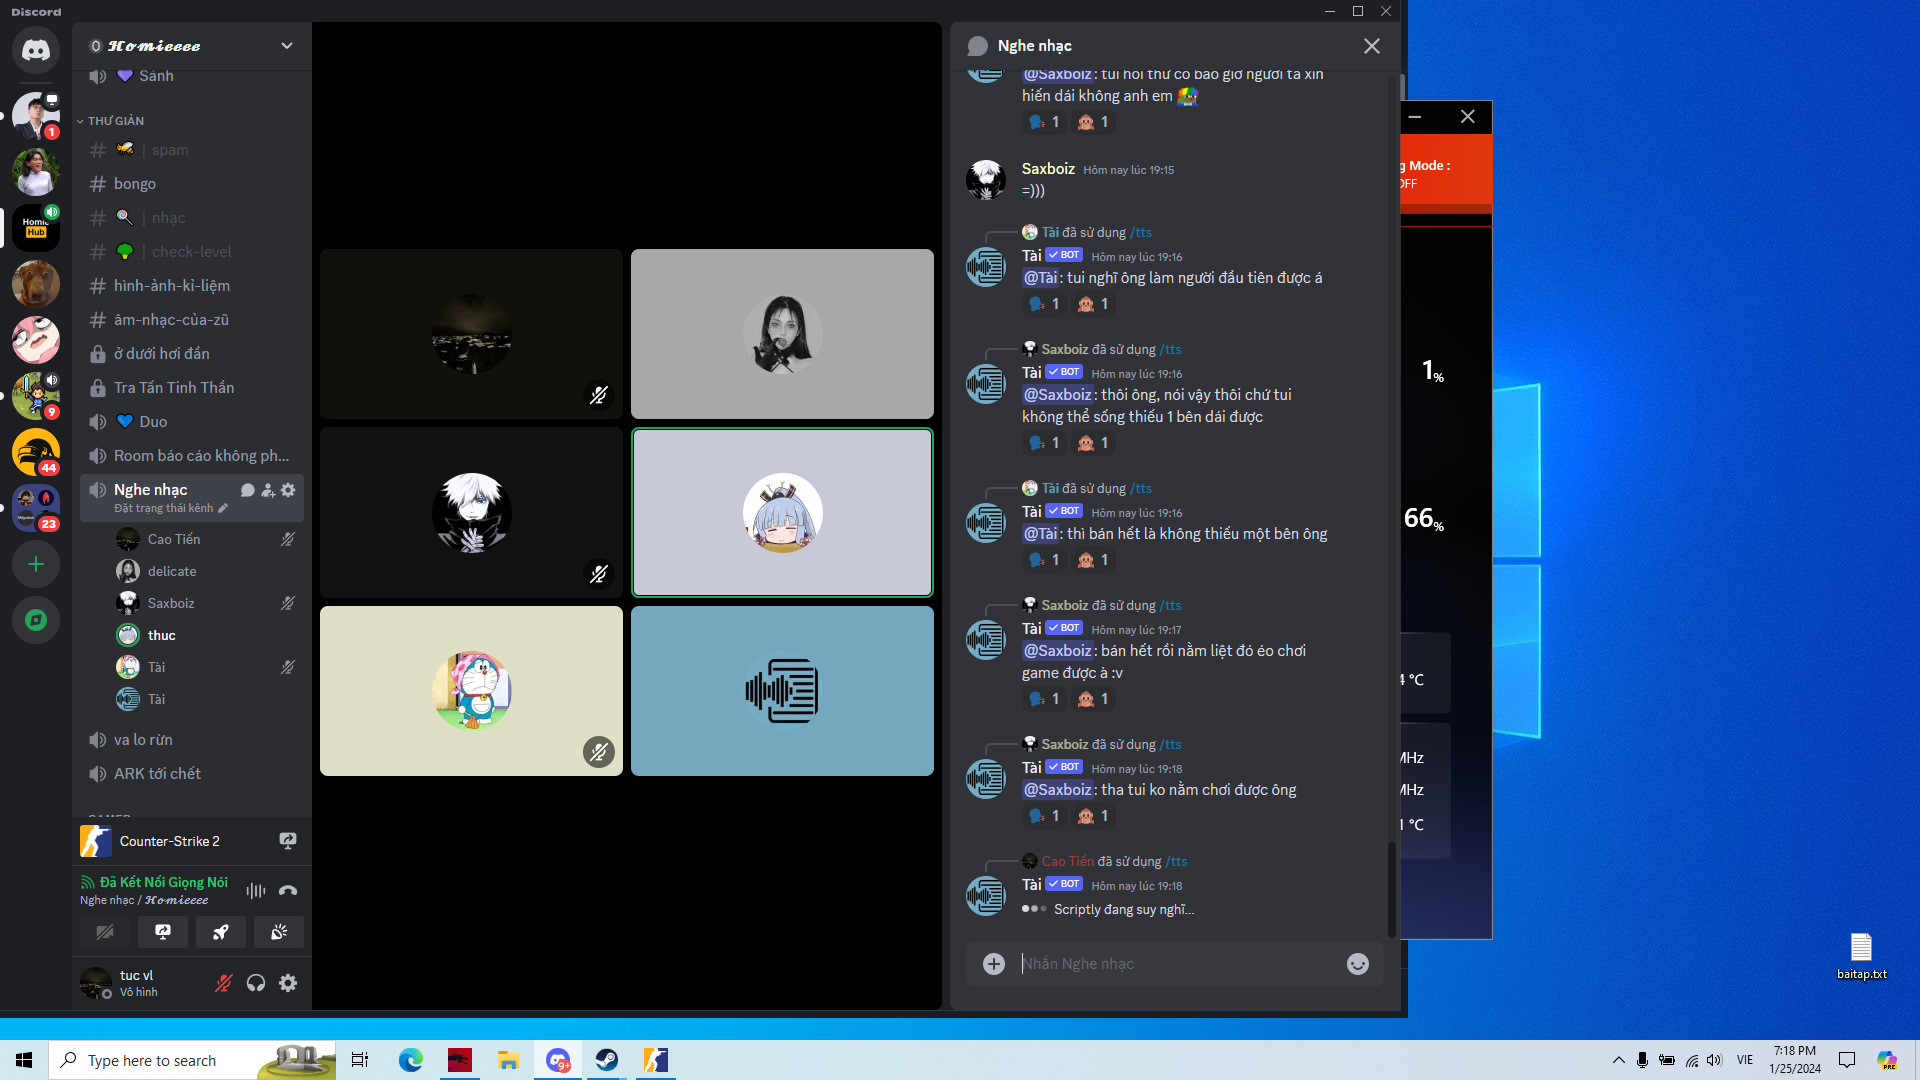 Discord
𝓗𝓸𝓶𝓲𝓮𝓮𝓮𝓮
Sảnh
THƯ GIÃN
spam
bongo
nhạc
check-level
hình-ảnh-kỉ-liệm
âm-nhạc-của-zũ
ở dưới hơi đần
Tra Tấn Tinh Thần
Duo
Room báo cáo không ph...
Nghe nhạc
Đặt trạng thái kênh
Cao Tiến
delicate
Saxboiz
thuc
Tài
Tài
va lo rừn
ARK tới chết
Counter-Strike 2
Đã Kết Nối Giọng Nói
Nghe nhạc / 𝓗𝓸𝓶𝓲𝓮𝓮𝓮𝓮
tuc vl
Vô hình
1
Homie
Hub
9
44
23
Nghe nhạc
@Saxboiz: tui hỏi thử có bao giờ người ta xin
hiến dái không anh em
1 1
Saxboiz Hôm nay lúc 19:15
=)))
Tài đã sử dụng /tts
Tài BOT Hôm nay lúc 19:16
@Tài: tui nghĩ ông làm người đầu tiên được á
1 1
Saxboiz đã sử dụng /tts
Tài BOT Hôm nay lúc 19:16
@Saxboiz: thôi ông, nói vậy thôi chứ tui
không thể sống thiếu 1 bên dái được
1 1
Tài đã sử dụng /tts
Tài BOT Hôm nay lúc 19:16
@Tài: thì bán hết là không thiếu một bên ông
1 1
Saxboiz đã sử dụng /tts
Tài BOT Hôm nay lúc 19:17
@Saxboiz: bán hết rồi nằm liệt đó éo chơi
game được à :v
1 1
Saxboiz đã sử dụng /tts
Tài BOT Hôm nay lúc 19:18
@Saxboiz: tha tui ko nằm chơi được ông
1 1
Cao Tiến đã sử dụng /tts
Tài BOT Hôm nay lúc 19:18
Scriptly đang suy nghĩ...
Nhắn Nghe nhạc
g Mode :
OFF
1%
66%
4 °C
MHz
MHz
1 °C
baitap.txt
Type here to search
9+
VIE
7:18 PM
1/25/2024
PRE